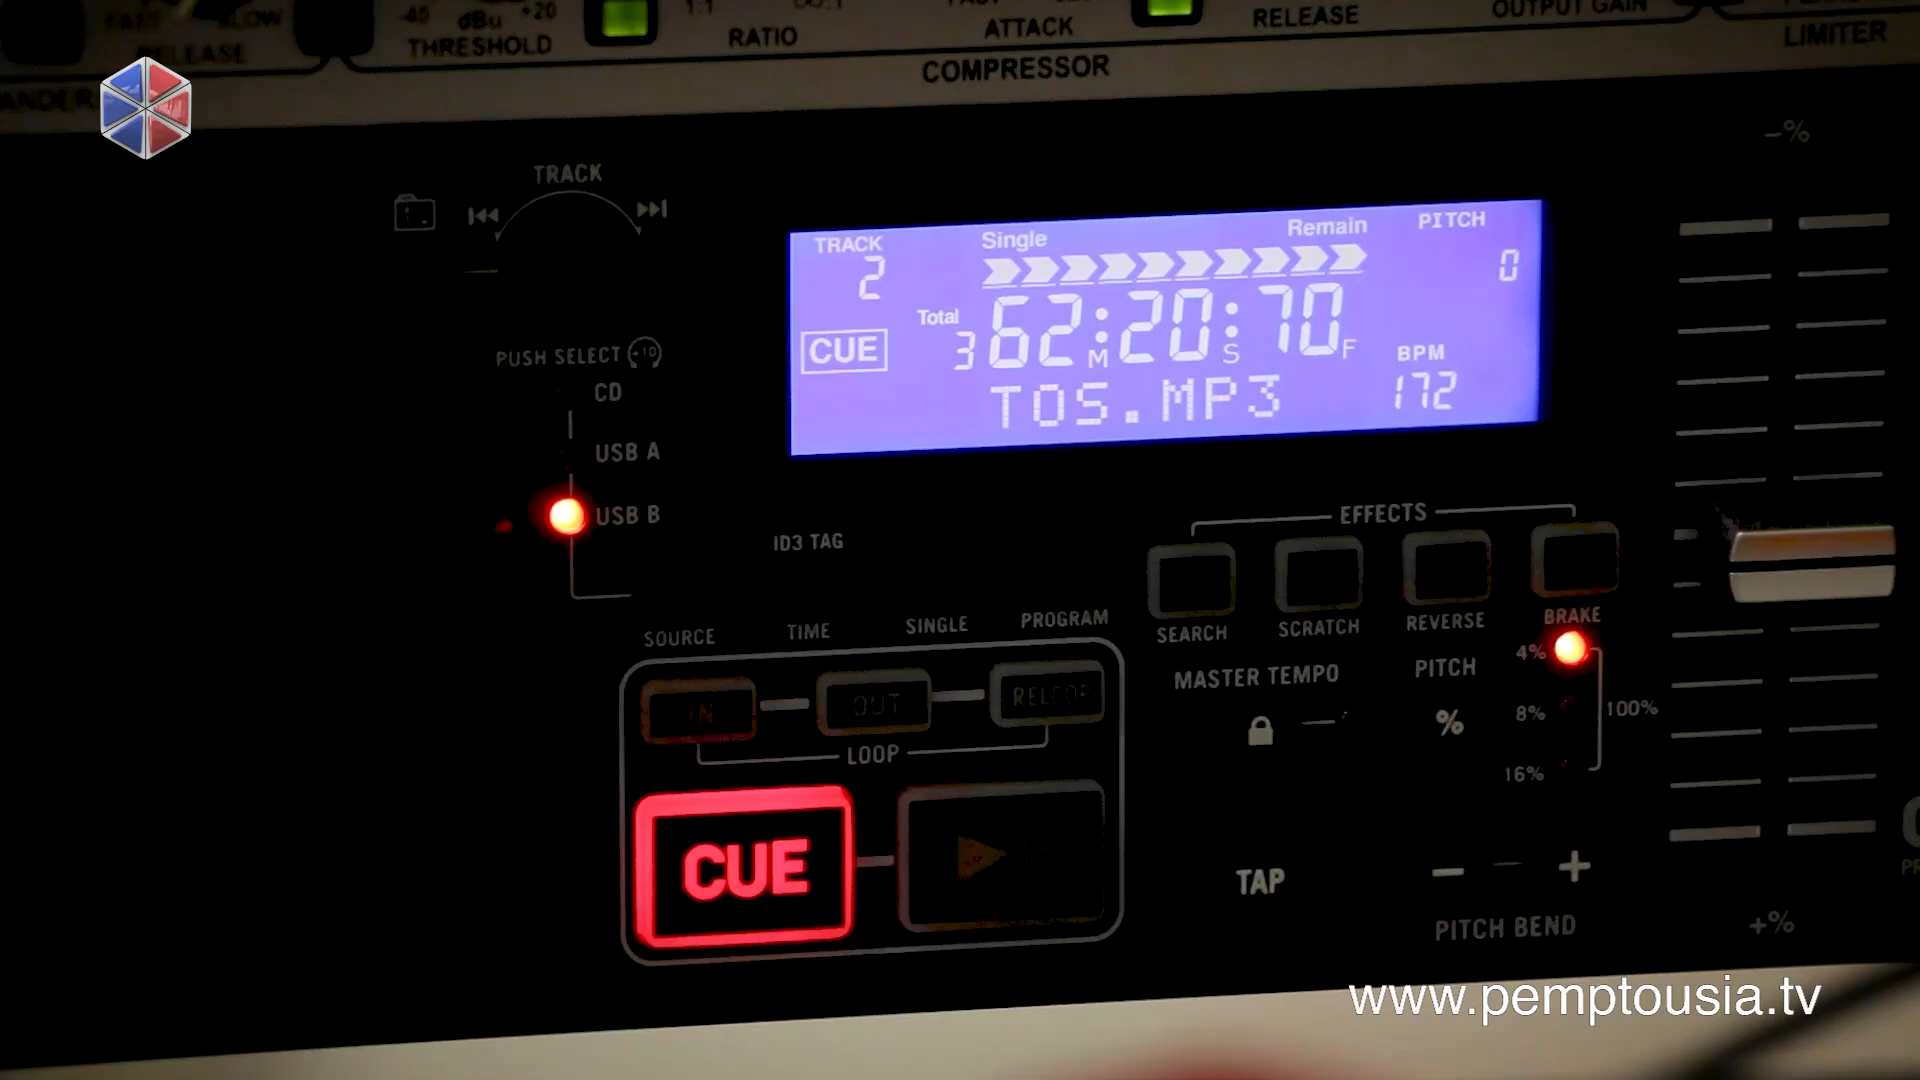 FAST SLOW
RELEASE
-40 dBu +20
THRESHOLD
1:1
RATIO
ATTACK
RELEASE
OUTPUT GAIN
LIMITER
COMPRESSOR
-%
TRACK
TRACK
2
Single
Remain
PITCH
0
Total
3
62:20:70
M S F
CUE
TOS.MP3
BPM
172
PUSH SELECT +10
CD
USB A
USB B
ID3 TAG
EFFECTS
SEARCH SCRATCH REVERSE BRAKE
SOURCE TIME SINGLE PROGRAM
IN OUT RELOOP
LOOP
MASTER TEMPO
PITCH
%
4%
8%
16%
100%
CUE
TAP
- +
PITCH BEND
+%
www.pemptousia.tv